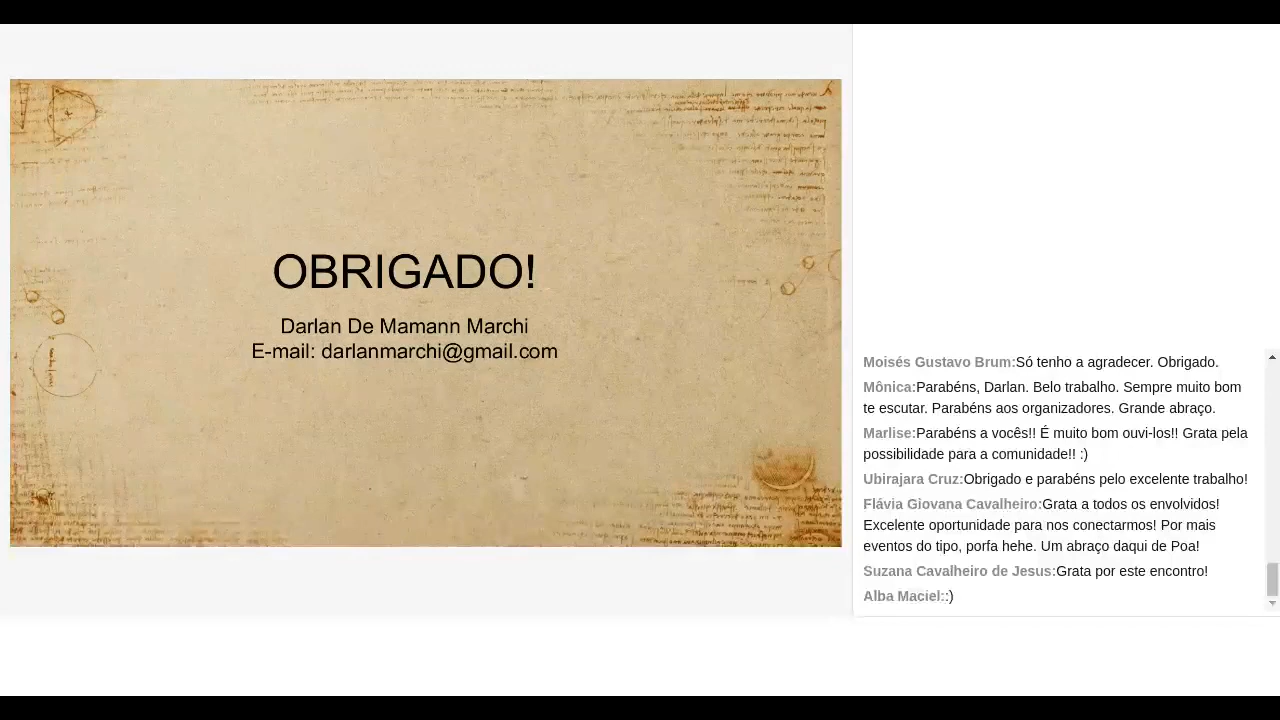 OBRIGADO!
Darlan De Mamann Marchi
E-mail: darlanmarchi@gmail.com
Moisés Gustavo Brum:Só tenho a agradecer. Obrigado.
Mônica:Parabéns, Darlan. Belo trabalho. Sempre muito bom
te escutar. Parabéns aos organizadores. Grande abraço.
Marlise:Parabéns a vocês!! É muito bom ouvi-los!! Grata pela
possibilidade para a comunidade!! :)
Ubirajara Cruz:Obrigado e parabéns pelo excelente trabalho!
Flávia Giovana Cavalheiro:Grata a todos os envolvidos!
Excelente oportunidade para nos conectarmos! Por mais
eventos do tipo, porfa hehe. Um abraço daqui de Poa!
Suzana Cavalheiro de Jesus:Grata por este encontro!
Alba Maciel::)